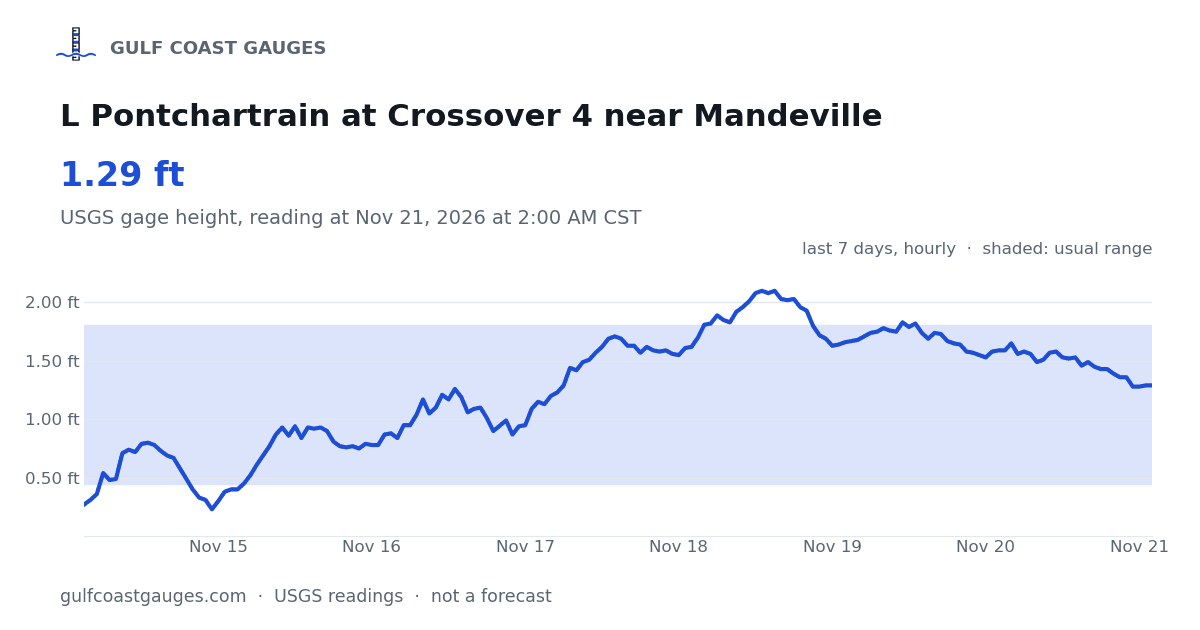 GULF COAST GAUGES
L Pontchartrain at Crossover 4 near Mandeville
1.29 ft
USGS gage height, reading at Nov 21, 2026 at 2:00 AM CST
last 7 days, hourly · shaded: usual range
2.00 ft
1.50 ft
1.00 ft
0.50 ft
Nov 15 Nov 16 Nov 17 Nov 18 Nov 19 Nov 20 Nov 21
gulfcoastgauges.com · USGS readings · not a forecast